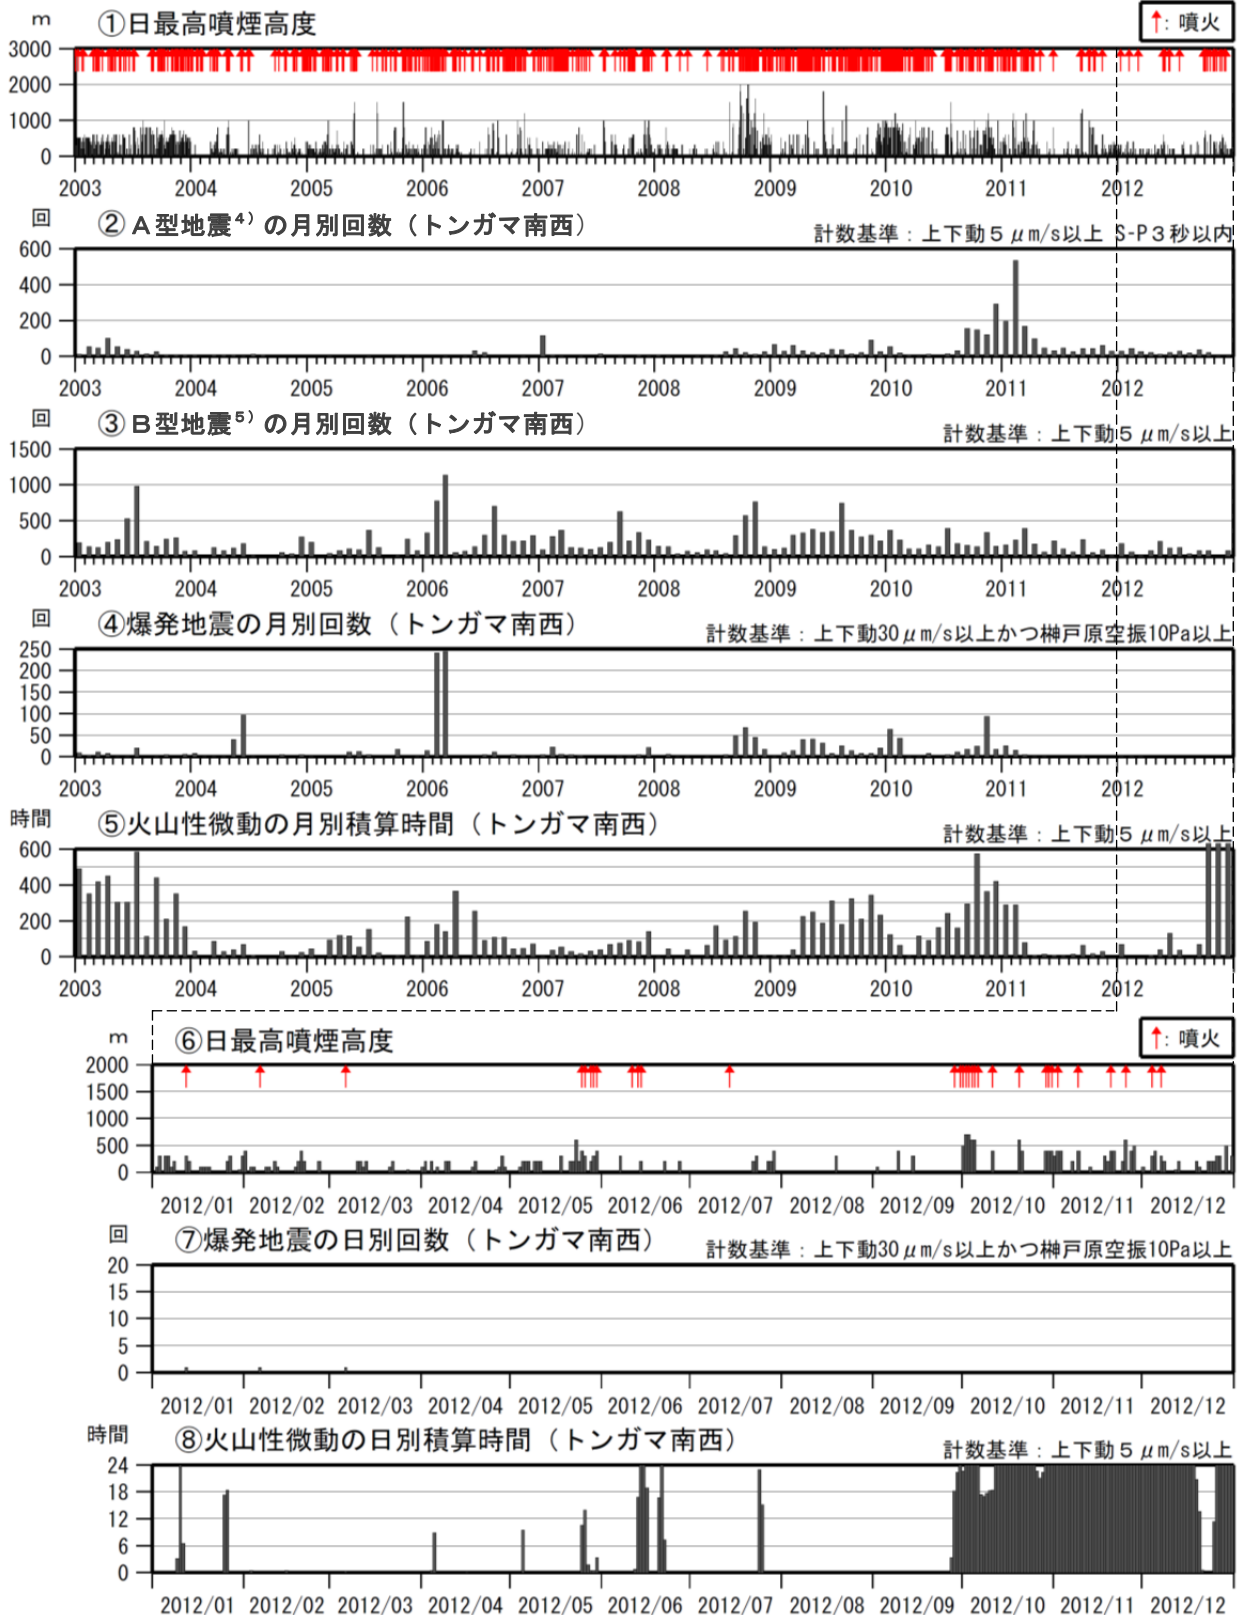 m ①日最高噴煙高度 ↑: 噴火
3000
2000
1000
0
2003 2004 2005 2006 2007 2008 2009 2010 2011 2012
回 ②A型地震4) の月別回数（トンガマ南西） 計数基準：上下動５μm/s以上 S-P３秒以内
600
400
200
0
2003 2004 2005 2006 2007 2008 2009 2010 2011 2012
回 ③B型地震5) の月別回数（トンガマ南西） 計数基準：上下動５μm/s以上
1500
1000
500
0
2003 2004 2005 2006 2007 2008 2009 2010 2011 2012
回 ④爆発地震の月別回数（トンガマ南西） 計数基準：上下動30μm/s以上かつ榊戸原空振10Pa以上
250
200
150
100
50
0
2003 2004 2005 2006 2007 2008 2009 2010 2011 2012
時間 ⑤火山性微動の月別積算時間（トンガマ南西） 計数基準：上下動５μm/s以上
600
400
200
0
2003 2004 2005 2006 2007 2008 2009 2010 2011 2012
m ⑥日最高噴煙高度 ↑: 噴火
2000
1500
1000
500
0
2012/01 2012/02 2012/03 2012/04 2012/05 2012/06 2012/07 2012/08 2012/09 2012/10 2012/11 2012/12
回 ⑦爆発地震の日別回数（トンガマ南西） 計数基準：上下動30μm/s以上かつ榊戸原空振10Pa以上
20
15
10
5
0
2012/01 2012/02 2012/03 2012/04 2012/05 2012/06 2012/07 2012/08 2012/09 2012/10 2012/11 2012/12
時間 ⑧火山性微動の日別積算時間（トンガマ南西） 計数基準：上下動５μm/s以上
24
18
12
6
0
2012/01 2012/02 2012/03 2012/04 2012/05 2012/06 2012/07 2012/08 2012/09 2012/10 2012/11 2012/12